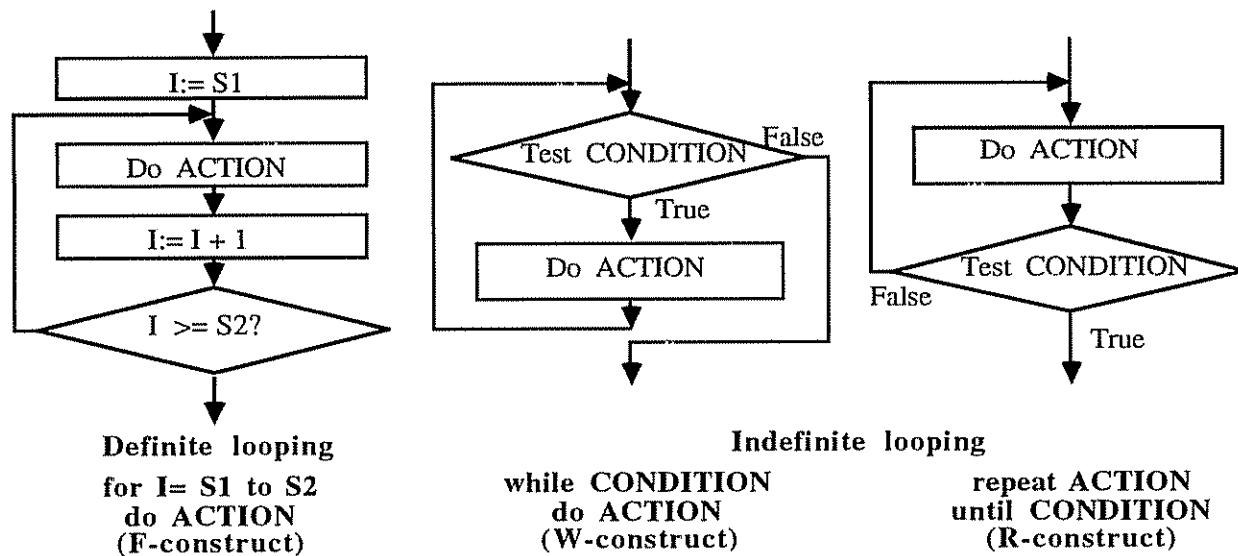 I:= S1
Do ACTION
I:= I + 1
I >= S2?
Definite looping
for I= S1 to S2
do ACTION
(F-construct)
Test CONDITION
False
True
Do ACTION
Indefinite looping
while CONDITION
do ACTION
(W-construct)
Do ACTION
Test CONDITION
False
True
repeat ACTION
until CONDITION
(R-construct)